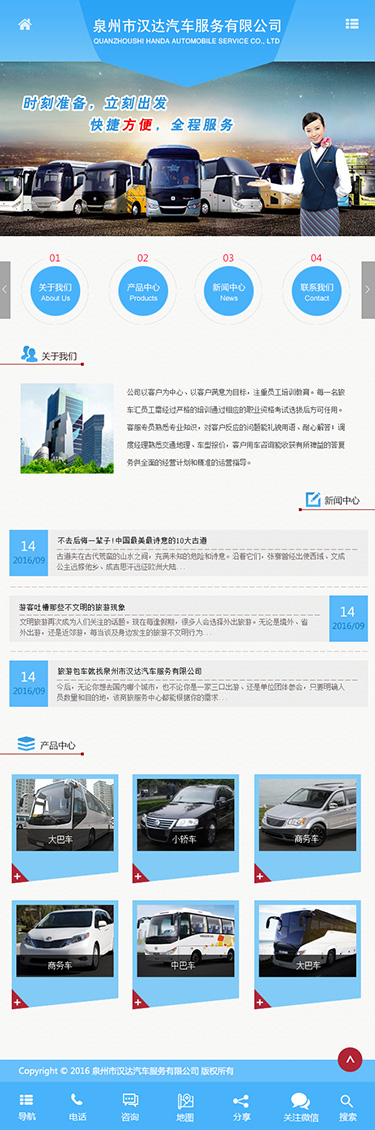 泉州市汉达汽车服务有限公司
QUANZHOUSHI HANDA AUTOMOBILE SERVICE CO., LTD
时刻准备，立刻出发
快捷方便，全程服务
01 02 03 04
关于我们 产品中心 新闻中心 联系我们
About Us Products News Contact
关于我们
公司以客户为中心、以客户满意为目标，注重员工培训教育。每一名旅
车汇员工需经过严格的培训通过相应的职业资格考试选拔后方可任用。
客服专员熟悉专业知识，对客户反应的问题能礼貌用语、耐心解答！调
度经理熟悉交通地理、车型报价，客户用车咨询能收获有所裨益的答复
务供全面的经营计划和精准的运营指导。
新闻中心
14
2016/09
不去后悔一辈子!中国最美最诗意的10大古道
古道夹在古代荒蛮的山水之间，充满未知的危险和诗意。沿着它们，张骞曾经出使西域、文成
公主远嫁他乡、成吉思汗远征欧洲大陆...
游客吐槽那些不文明的旅游现象
文明旅游再次成为人们关注的话题。现在每逢假期，很多人会选择外出旅游。无论是境外、省
外出游，还是近郊游，每当谈及身边发生的旅游不文明行为...
14
2016/09
14
2016/09
旅游包车就找泉州市汉达汽车服务有限公司
今后，无论你想去国内哪个城市，也不论你是一家三口出游、还是单位团体参会，只要明确人
员数量和目的地，该商旅服务中心都能根据你的需求...
产品中心
大巴车 小轿车 商务车
商务车 中巴车 大巴车
Copyright © 2016 泉州市汉达汽车服务有限公司 版权所有
导航 电话 咨询 地图 分享 关注微信 搜索